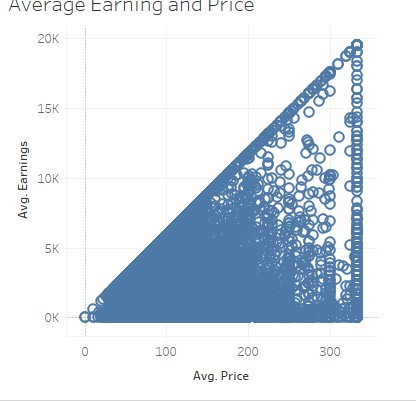 Average Earning and Price
20K
15K
10K
5K
0K
Avg. Earnings
0
100
200
300
Avg. Price